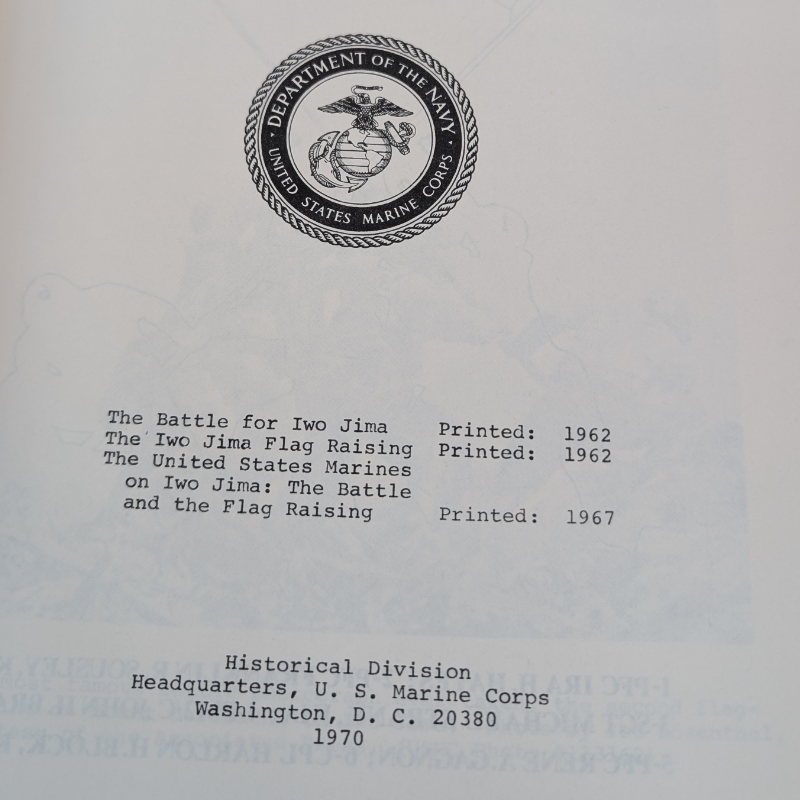 DEPARTMENT OF THE NAVY
UNITED STATES MARINE CORPS
The Battle for Iwo Jima Printed: 1962
The Iwo Jima Flag Raising Printed: 1962
The United States Marines
on Iwo Jima: The Battle
and the Flag Raising Printed: 1967
Historical Division
Headquarters, U. S. Marine Corps
Washington, D. C. 20380
1970